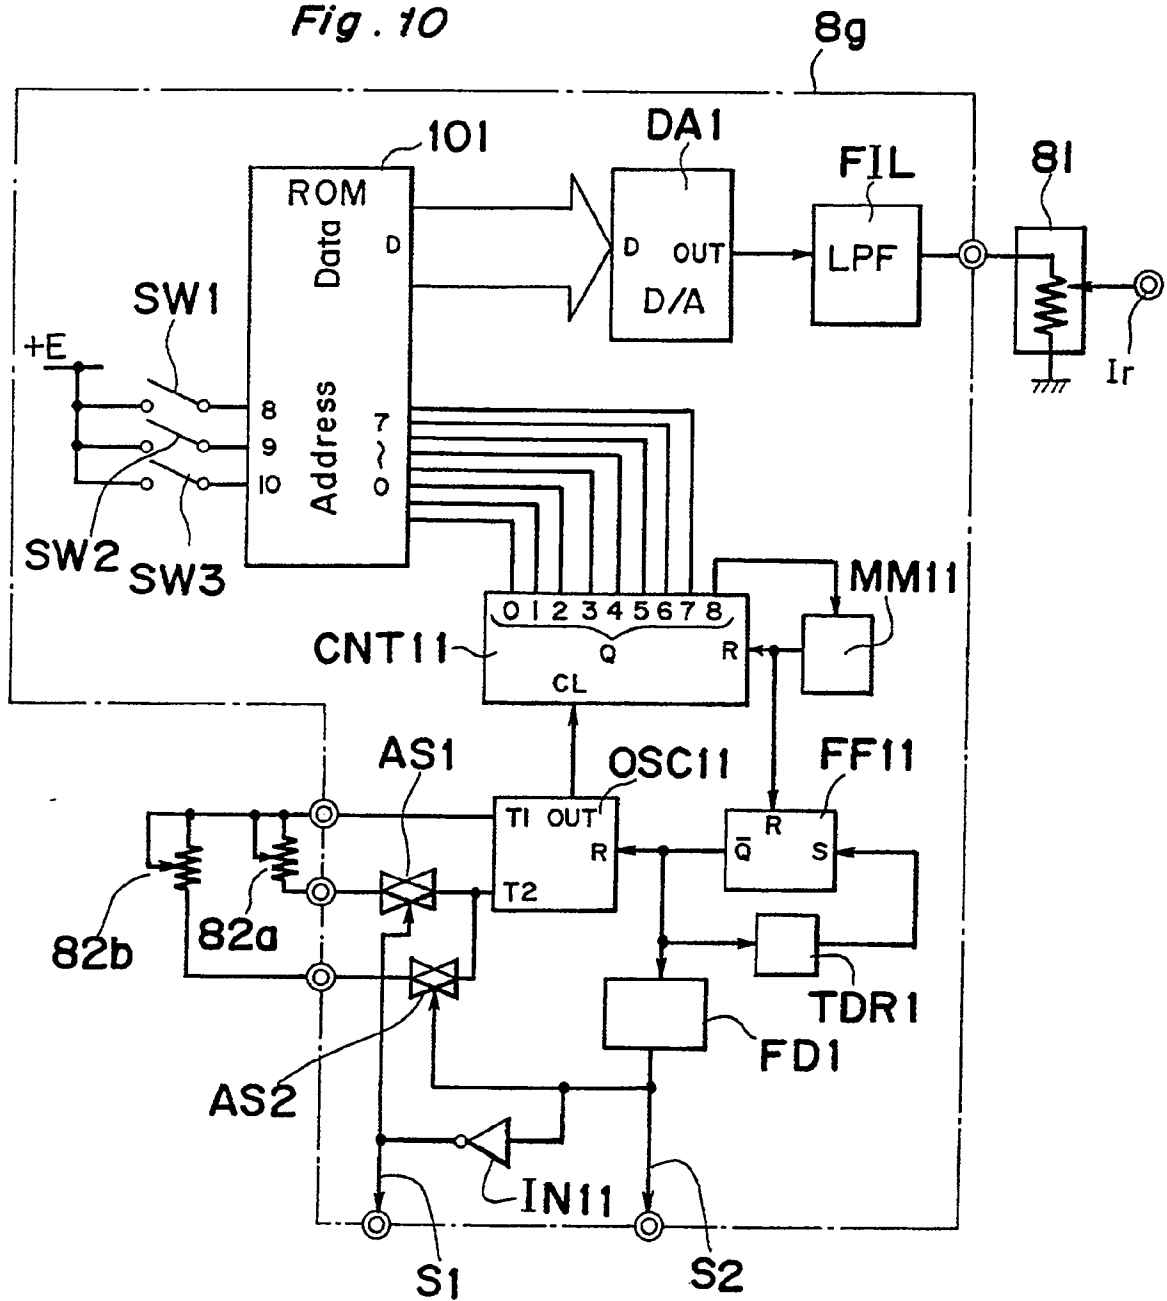 Fig. 10
8g
101
DA1
FIL
81
ROM
Data
D
D OUT
D/A
LPF
Ir
SW1
+E
SW2
SW3
8
9
10
Address
7
~
0
0 1 2 3 4 5 6 7 8
Q
R
CL
CNT11
MM11
AS1
OSC11
FF11
T1 OUT
R
T2
R
Q̅
S
82b
82a
TDR1
FD1
AS2
IN11
S1
S2